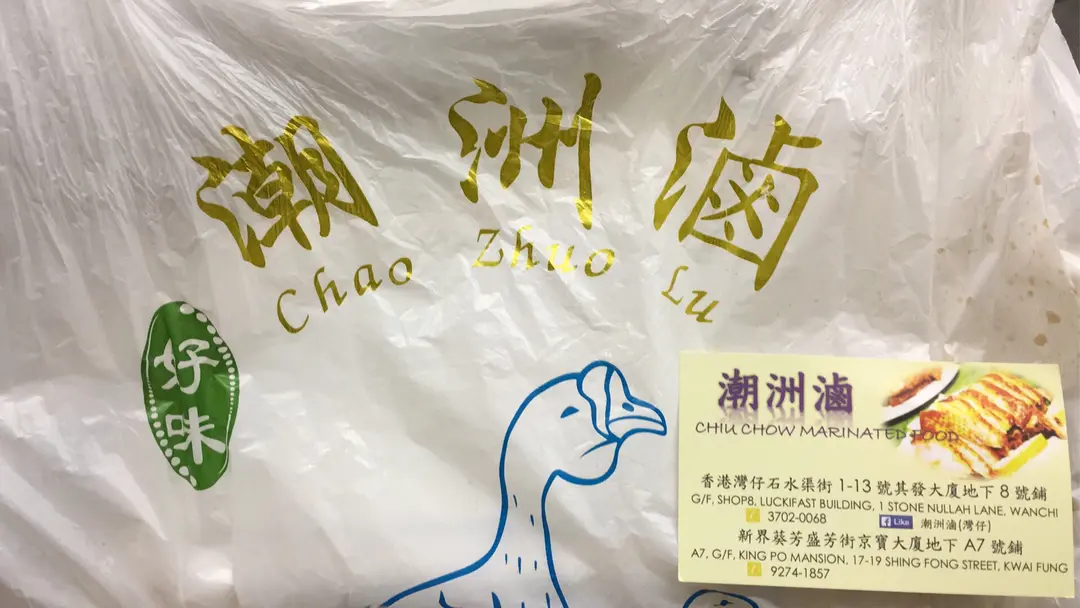 潮洲滷
Chao Zhuo Lu
好味
潮洲滷
CHIU CHOW MARINATED FOOD
香港灣仔石水渠街 1-13 號其發大廈地下 8 號鋪
G/F, SHOP8, LUCKIFAST BUILDING, 1 STONE NULLAH LANE, WANCHI
3702-0068
Like 潮洲滷(灣仔)
新界葵芳盛芳街京寶大廈地下 A7 號鋪
A7, G/F, KING PO MANSION, 17-19 SHING FONG STREET, KWAI FUNG
9274-1857